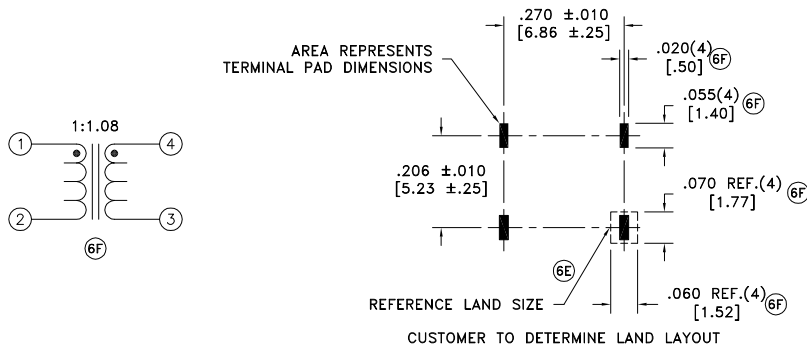 1:1.08
1
4
2
3
6F
AREA REPRESENTS
TERMINAL PAD DIMENSIONS
.270 ±.010
[6.86 ±.25]
.020(4) 6F
[.50]
.055(4) 6F
[1.40]
.206 ±.010
[5.23 ±.25]
.070 REF.(4) 6F
[1.77]
6E
REFERENCE LAND SIZE
.060 REF.(4) 6F
[1.52]
CUSTOMER TO DETERMINE LAND LAYOUT